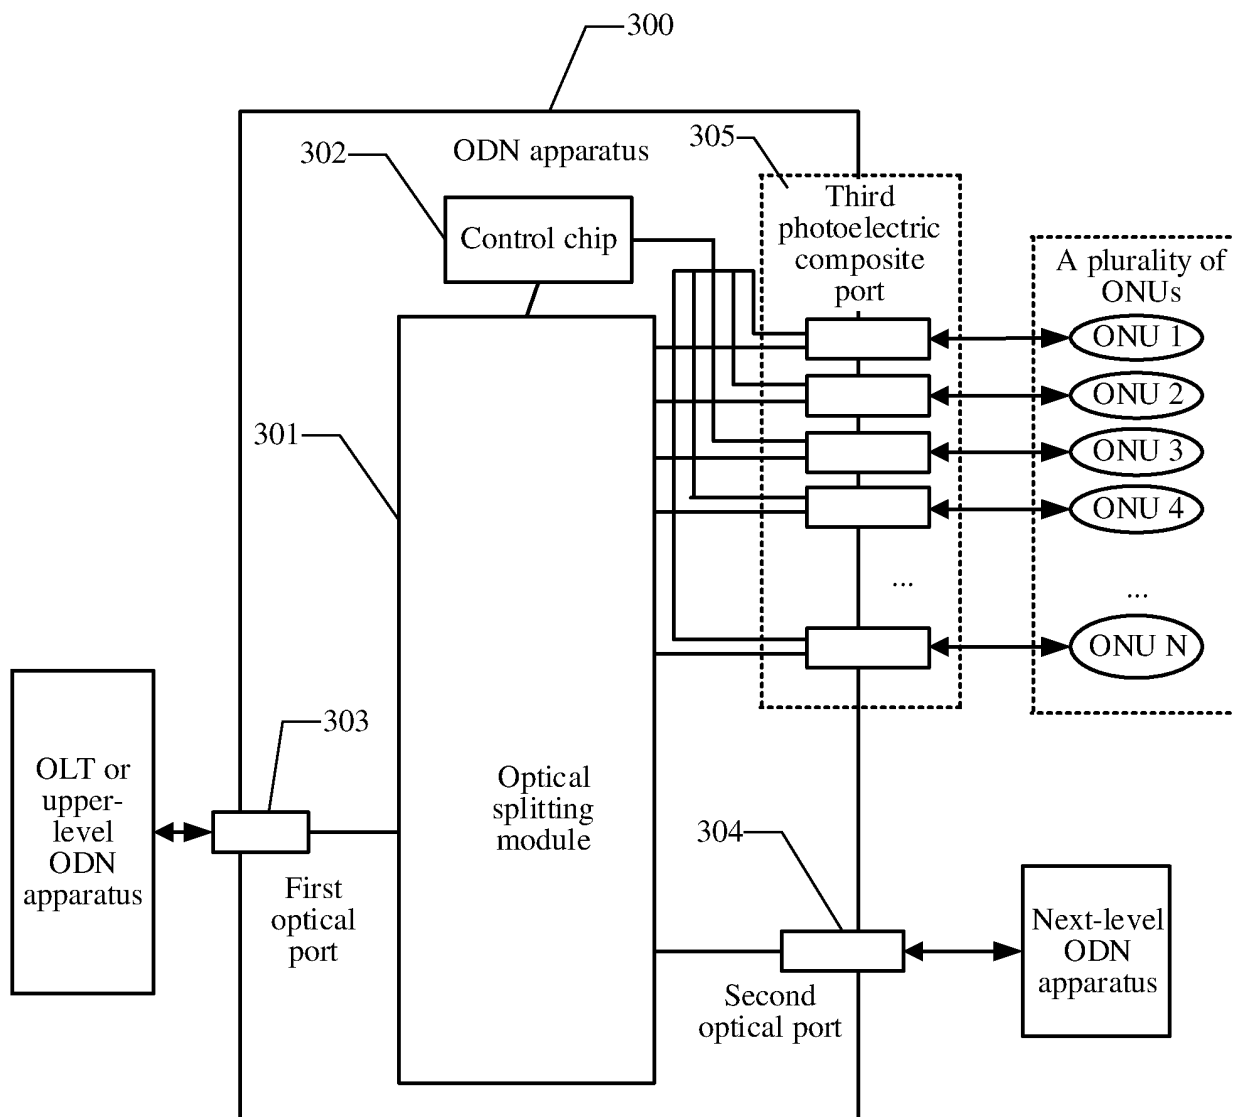 300
ODN apparatus
302
305
Third
photoelectric
composite
port
Control chip
A plurality of
ONUs
ONU 1
ONU 2
ONU 3
ONU 4
...
...
ONU N
301
303
OLT or
upper-
level
ODN
apparatus
Optical
splitting
module
304
First
optical
port
Second
optical port
Next-level
ODN
apparatus